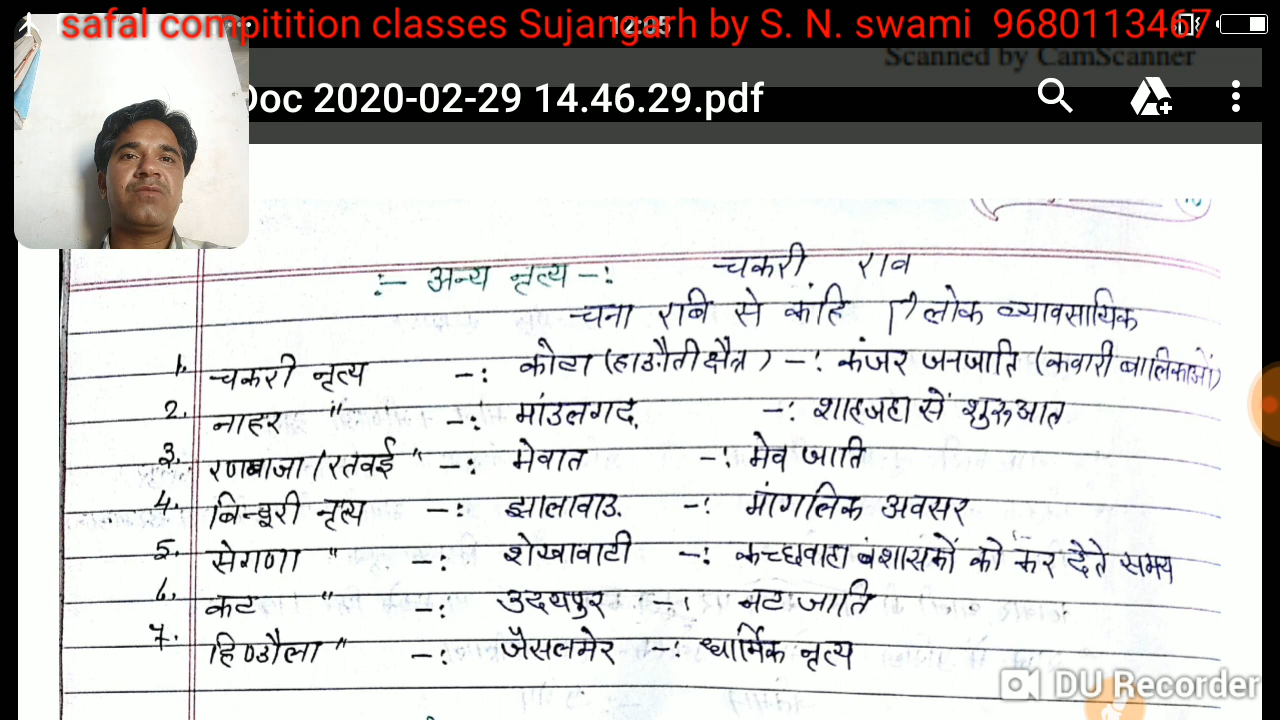 safal compitition classes Sujangarh by S. N. swami 9680113467
12:05
Scanned by CamScanner
Doc 2020-02-29 14.46.29.pdf
:- अन्य नृत्य -: चकरी राव
चना रावि से कंहि लोक व्यावसायिक
1. चकरी नृत्य -: कोटा (हाड़ौती क्षैत्र) -: कंजर जनजाति (कवारी बालिकाओं)
2. नाहर " -: मांडलगढ़ -: शाहजहा सें शुरुआत
3. रणबाजा / रतवई " -: मेवात -: मेव जाति
4. बिन्दूरी नृत्य -: झालावाड़ -: मांगलिक अवसर
5. सेगणा " -: शेखावाटी -: कच्छवाहा को कर देते समय
6. कट " -: उदयपुर -: नट जाति
7. हिण्डौला " -: जैसलमेर -: धार्मिक नृत्य
DU Recorder